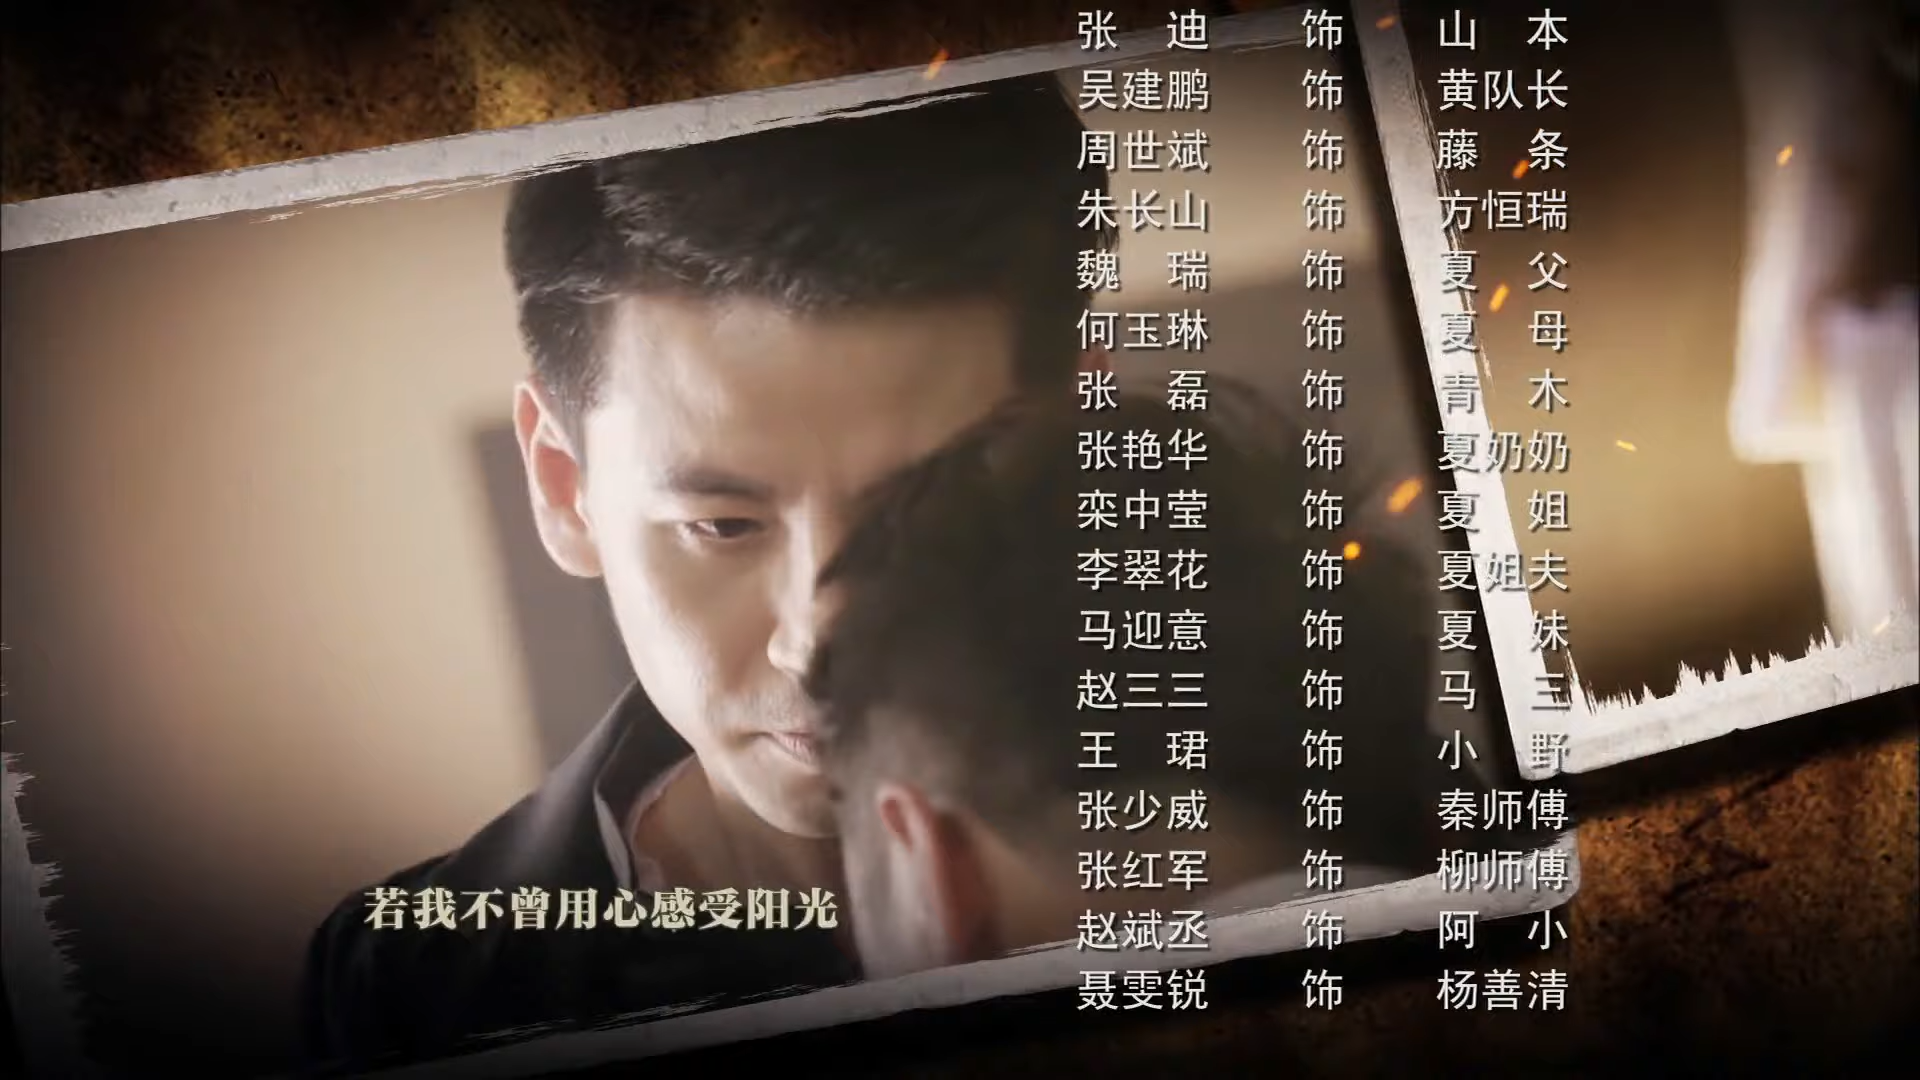 张迪 饰 山本
吴建鹏 饰 黄队长
周世斌 饰 藤条
朱长山 饰 方恒瑞
魏瑞 饰 夏父
何玉琳 饰 夏母
张磊 饰 青木
张艳华 饰 夏奶奶
栾中莹 饰 夏姐
李翠花 饰 夏姐夫
马迎意 饰 夏妹
赵三三 饰 马三
王珺 饰 小野
张少威 饰 秦师傅
张红军 饰 柳师傅
若我不曾用心感受阳光
赵斌丞 饰 阿小
聂雯锐 饰 杨善清